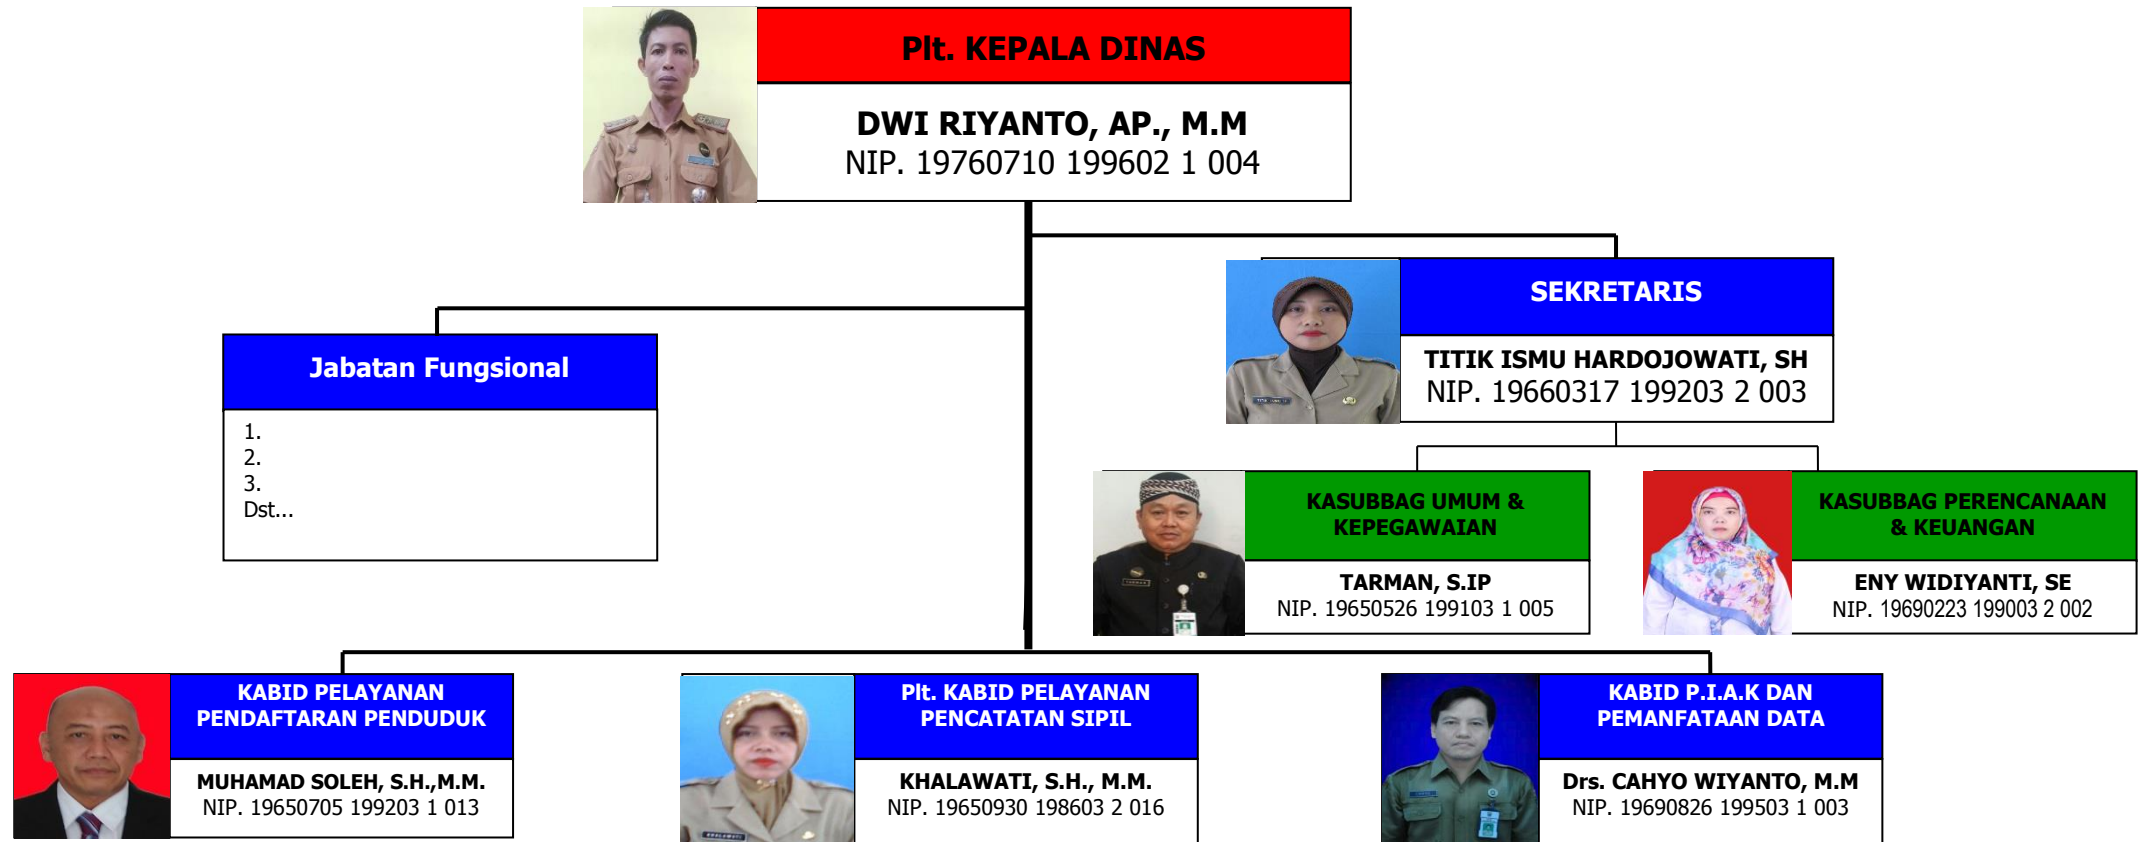 Plt. KEPALA DINAS
DWI RIYANTO, AP., M.M
NIP. 19760710 199602 1 004
SEKRETARIS
TITIK ISMU HARDOJOWATI, SH
NIP. 19660317 199203 2 003
Jabatan Fungsional
1.
2.
3.
Dst...
KASUBBAG UMUM &
KEPEGAWAIAN
TARMAN, S.IP
NIP. 19650526 199103 1 005
KASUBBAG PERENCANAAN
& KEUANGAN
ENY WIDIYANTI, SE
NIP. 19690223 199003 2 002
KABID PELAYANAN
PENDAFTARAN PENDUDUK
MUHAMAD SOLEH, S.H.,M.M.
NIP. 19650705 199203 1 013
Plt. KABID PELAYANAN
PENCATATAN SIPIL
KHALAWATI, S.H., M.M.
NIP. 19650930 198603 2 016
KABID P.I.A.K DAN
PEMANFATAAN DATA
Drs. CAHYO WIYANTO, M.M
NIP. 19690826 199503 1 003